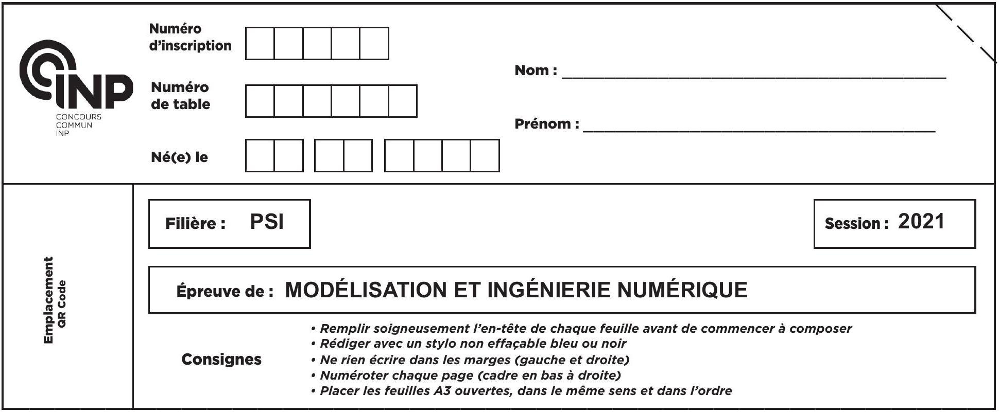 Numéro
d'inscription
Numéro
de table
Né(e) le
Nom :
Prénom :
INP
CONCOURS
COMMUN
INP
Emplacement
QR Code
Filière : PSI
Session : 2021
Épreuve de : MODÉLISATION ET INGÉNIERIE NUMÉRIQUE
Consignes
• Remplir soigneusement l'en-tête de chaque feuille avant de commencer à composer
• Rédiger avec un stylo non effaçable bleu ou noir
• Ne rien écrire dans les marges (gauche et droite)
• Numéroter chaque page (cadre en bas à droite)
• Placer les feuilles A3 ouvertes, dans le même sens et dans l'ordre